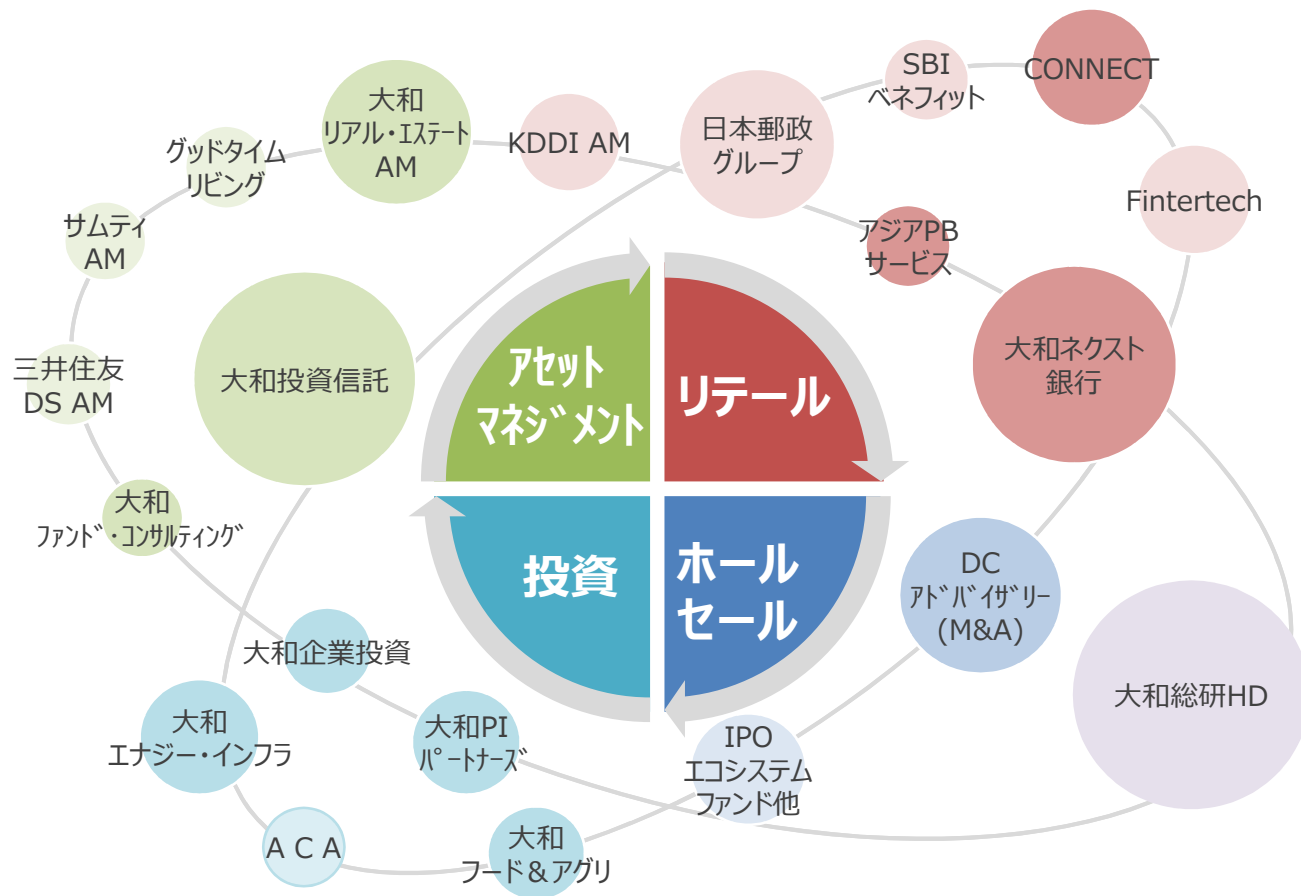 SBI
ベネフィット
CONNECT
大和
ﾘｱﾙ・ｴｽﾃｰﾄ
AM
KDDI AM
日本郵政
グループ
グッドタイム
リビング
Fintertech
サムティ
AM
アジアPB
サービス
三井住友
DS AM
大和投資信託
ｱｾｯﾄ
ﾏﾈｼﾞﾒﾝﾄ
リテール
大和ネクスト
銀行
大和
ﾌｧﾝﾄﾞ・ｺﾝｻﾙﾃｨﾝｸﾞ
投資
ホール
セール
DC
ｱﾄﾞﾊﾞｲｻﾞﾘｰ
(M&A)
大和企業投資
大和総研HD
大和
エナジー・インフラ
大和PI
ﾊﾟｰﾄﾅｰｽﾞ
IPO
エコシステム
ファンド他
A C A
大和
フード＆アグリ